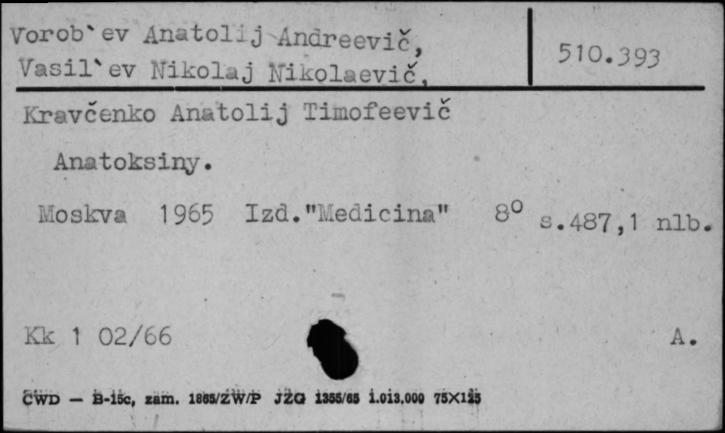 Vorob`ev Anatolij Andreevič,
510.393
Vasil`ev Nikolaj Nikolaevič,
Kravčenko Anatolij Timofeevič
Anatoksiny.
Moskva 1965 Izd."Medicina" 8⁰ s.487,1 nlb.
Kk 1 02/66 A.
CWD — B-15c, zam. 1865/ZW/P JZG 1355/65 1.013.000 75X125